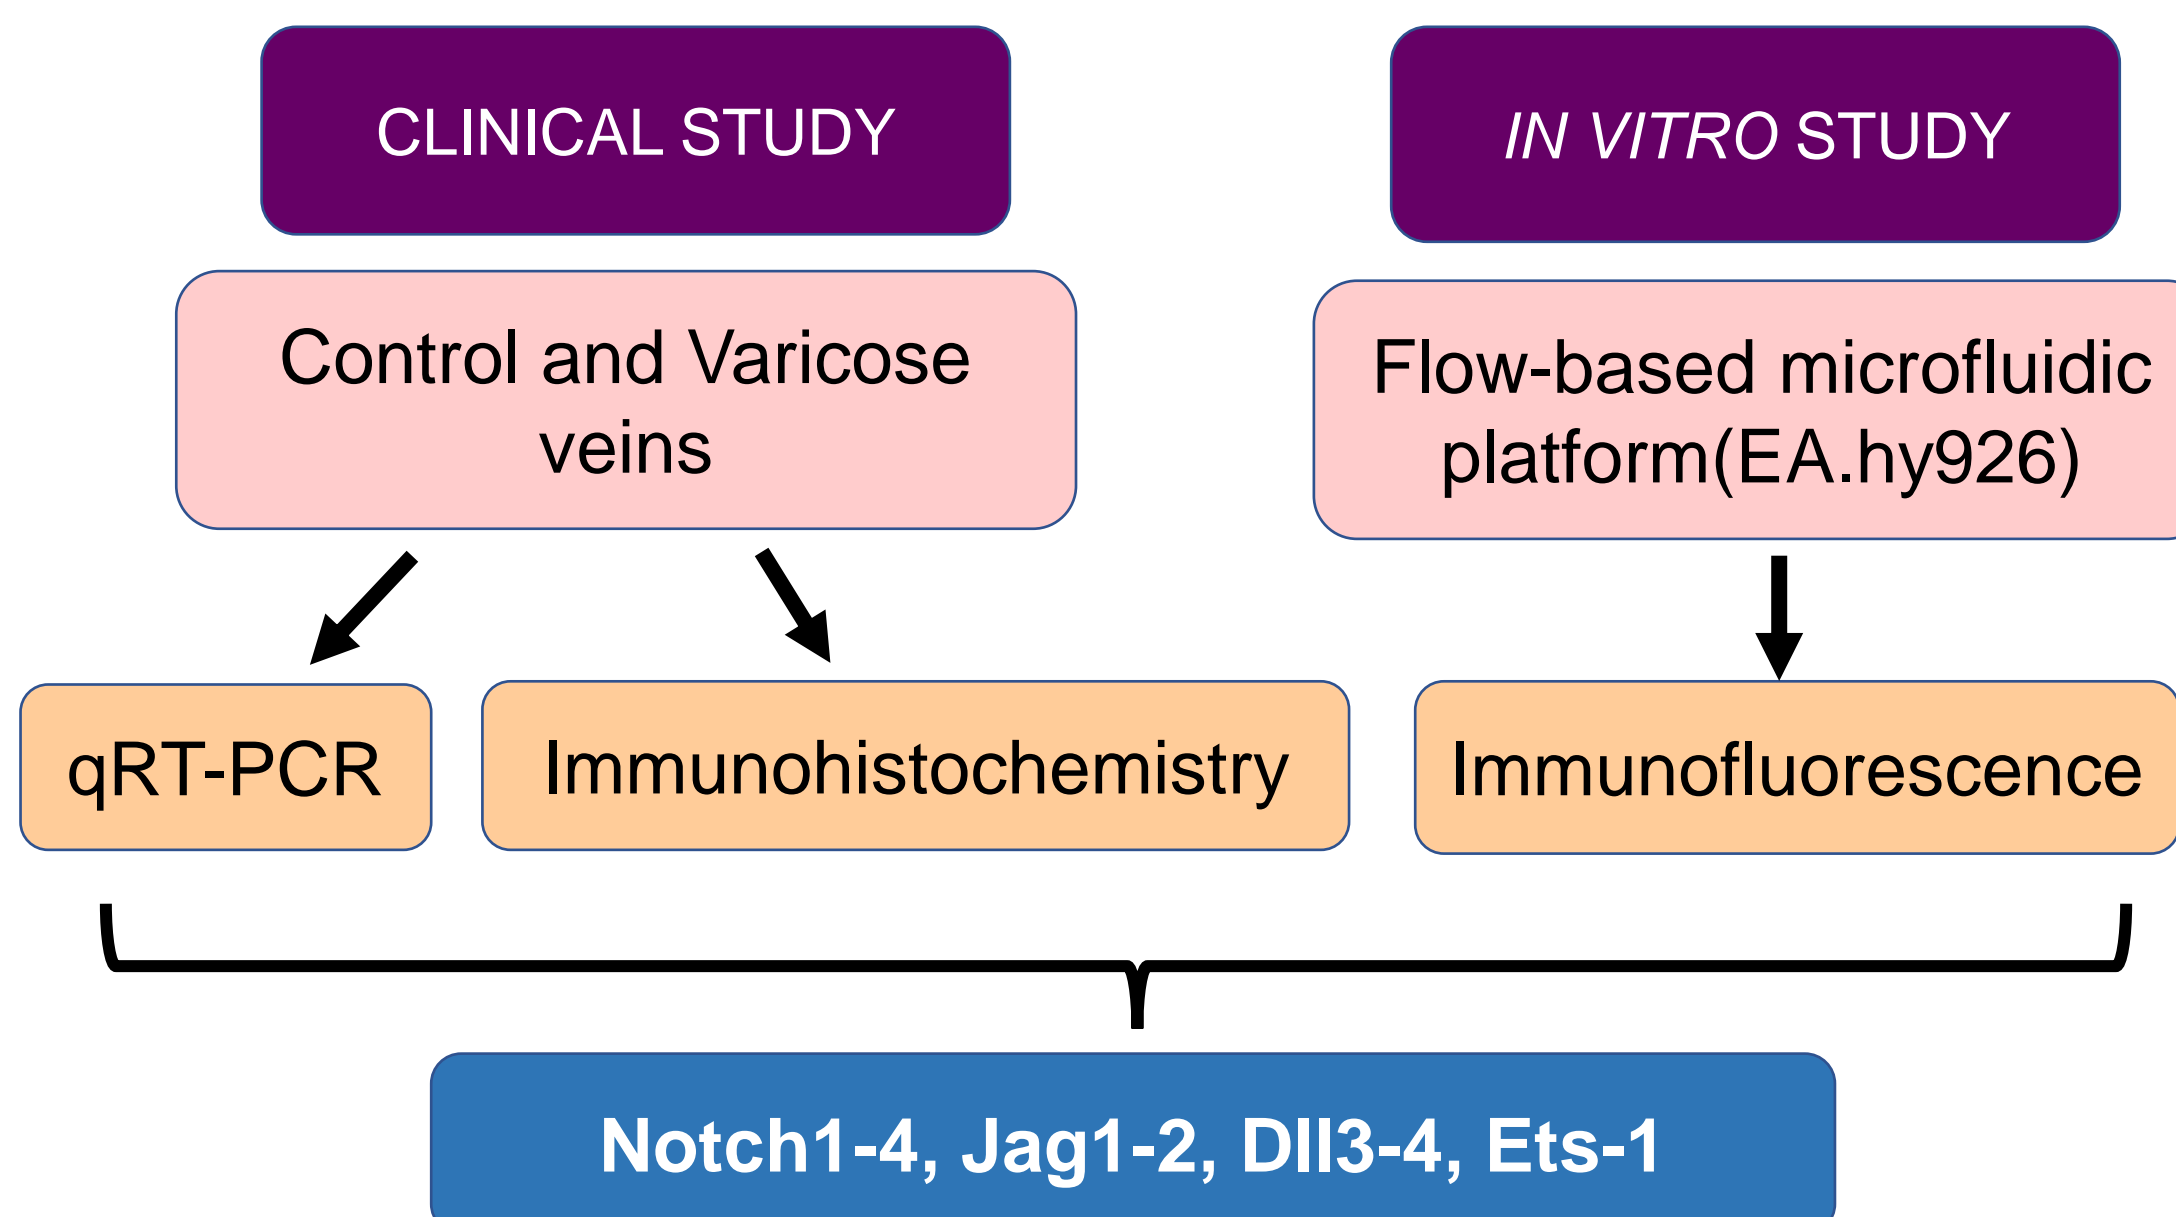 CLINICAL STUDY
IN VITRO STUDY
Control and Varicose
veins
Flow-based microfluidic
platform(EA.hy926)
qRT-PCR
Immunohistochemistry
Immunofluorescence
Notch1-4, Jag1-2, Dll3-4, Ets-1